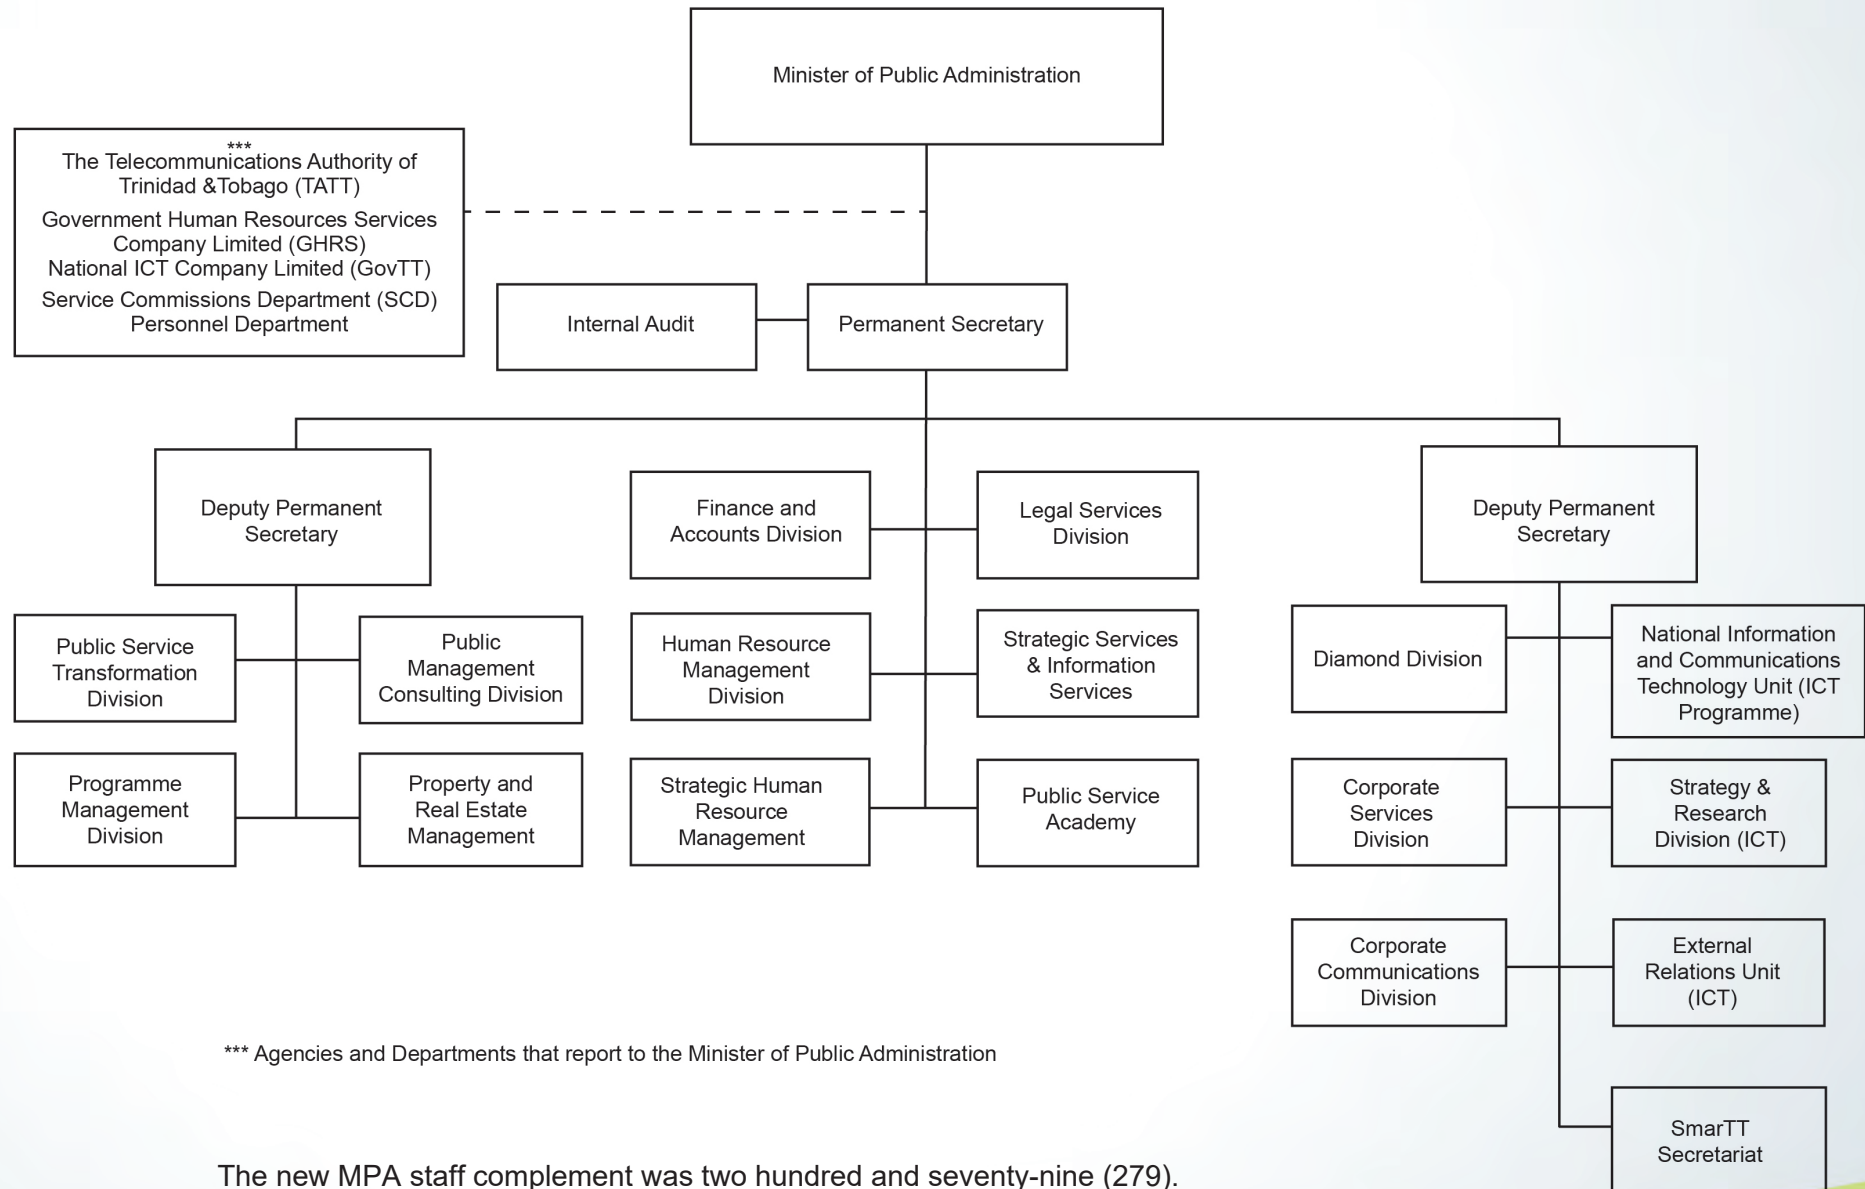 Minister of Public Administration
***
The Telecommunications Authority of
Trinidad &Tobago (TATT)
Government Human Resources Services
Company Limited (GHRS)
National ICT Company Limited (GovTT)
Service Commissions Department (SCD)
Personnel Department
Internal Audit
Permanent Secretary
Deputy Permanent
Secretary
Public Service
Transformation
Division
Public
Management
Consulting Division
Programme
Management
Division
Property and
Real Estate
Management
Finance and
Accounts Division
Legal Services
Division
Human Resource
Management
Division
Strategic Services
& Information
Services
Strategic Human
Resource
Management
Public Service
Academy
Deputy Permanent
Secretary
Diamond Division
National Information
and Communications
Technology Unit (ICT
Programme)
Corporate
Services
Division
Strategy &
Research
Division (ICT)
Corporate
Communications
Division
External
Relations Unit
(ICT)
SmarTT
Secretariat
*** Agencies and Departments that report to the Minister of Public Administration
The new MPA staff complement was two hundred and seventy-nine (279).